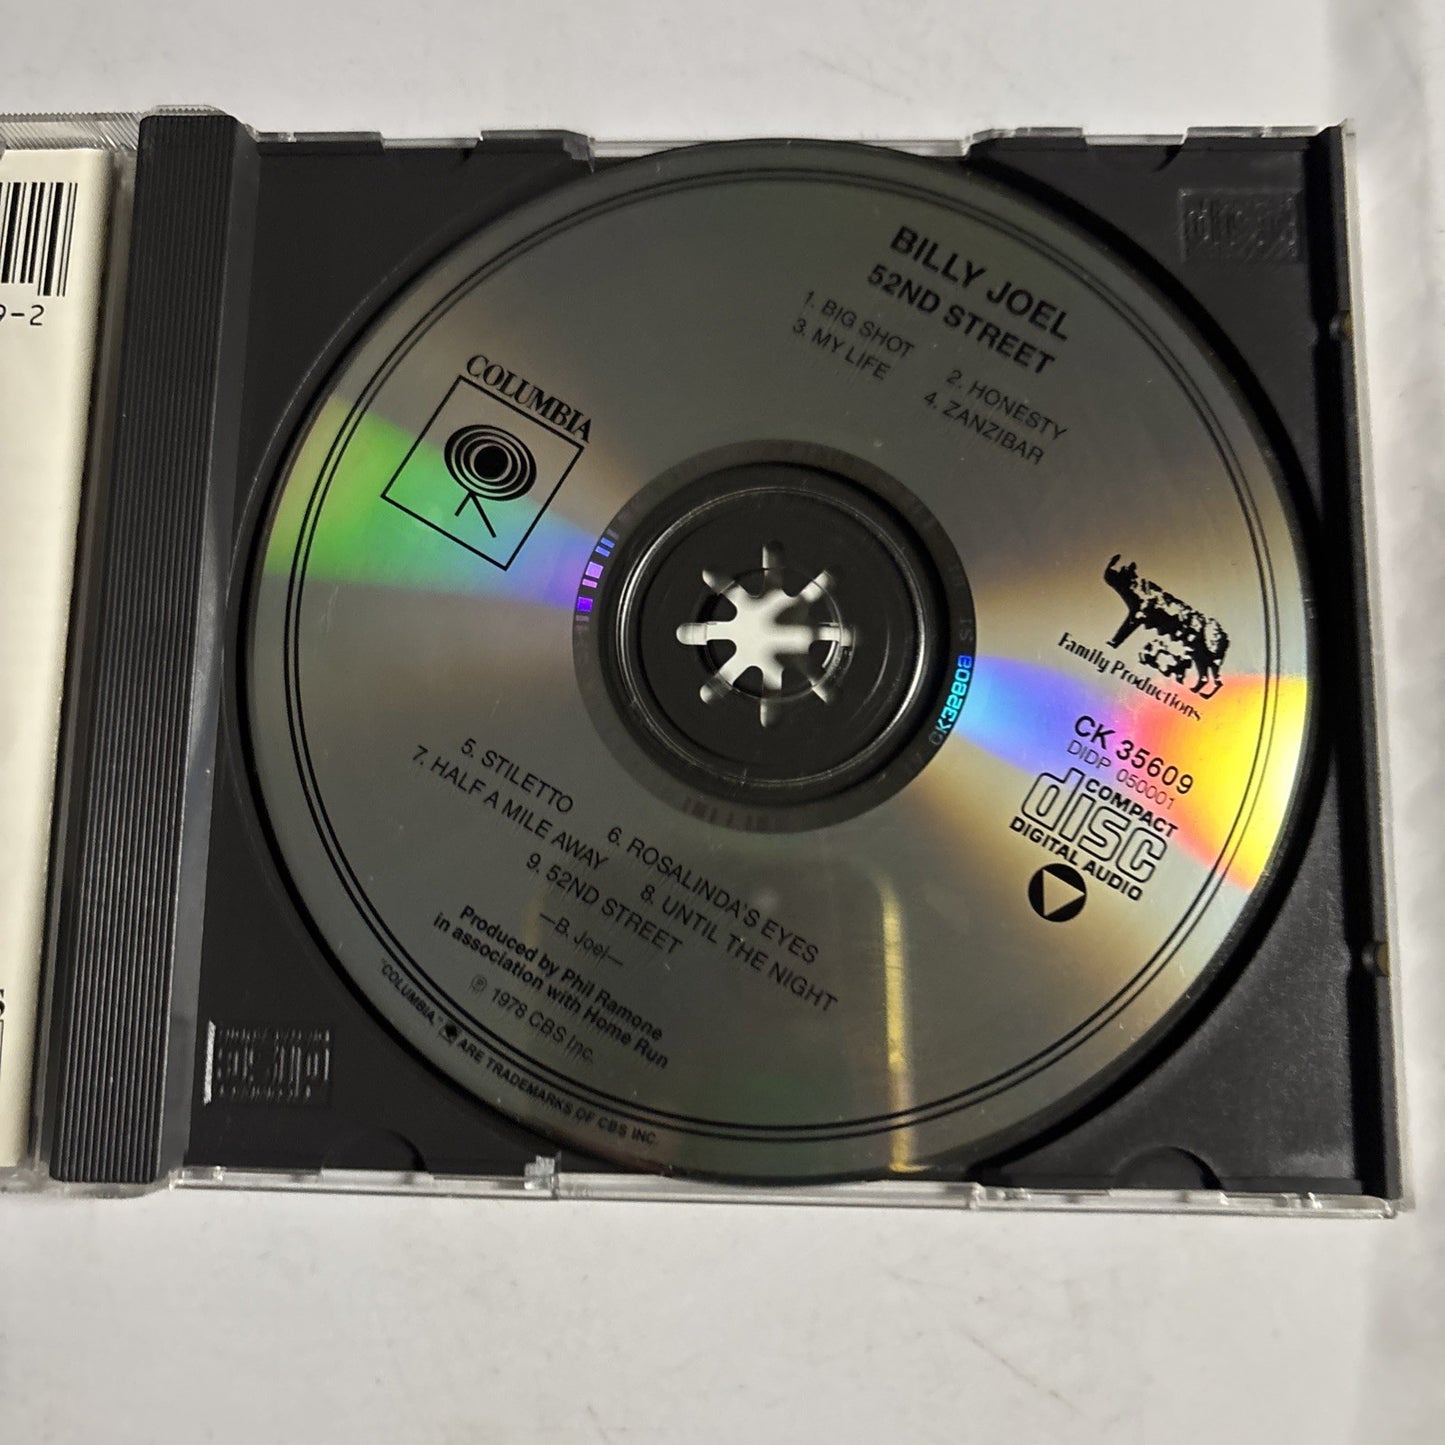 9-2
S
BILLY JOEL
52ND STREET
1. BIG SHOT 2. HONESTY
3. MY LIFE 4. ZANZIBAR
COLUMBIA
Family Productions
CK 35609
DIDP 050001
COMPACT
disc
DIGITAL AUDIO
5. STILETTO 6. ROSALINDA'S EYES
7. HALF A MILE AWAY 8. UNTIL THE NIGHT
9. 52ND STREET
—B. Joel—
Produced by Phil Ramone
in association with Home Run
℗ 1978 CBS Inc.
"COLUMBIA," ARE TRADEMARKS OF CBS INC.